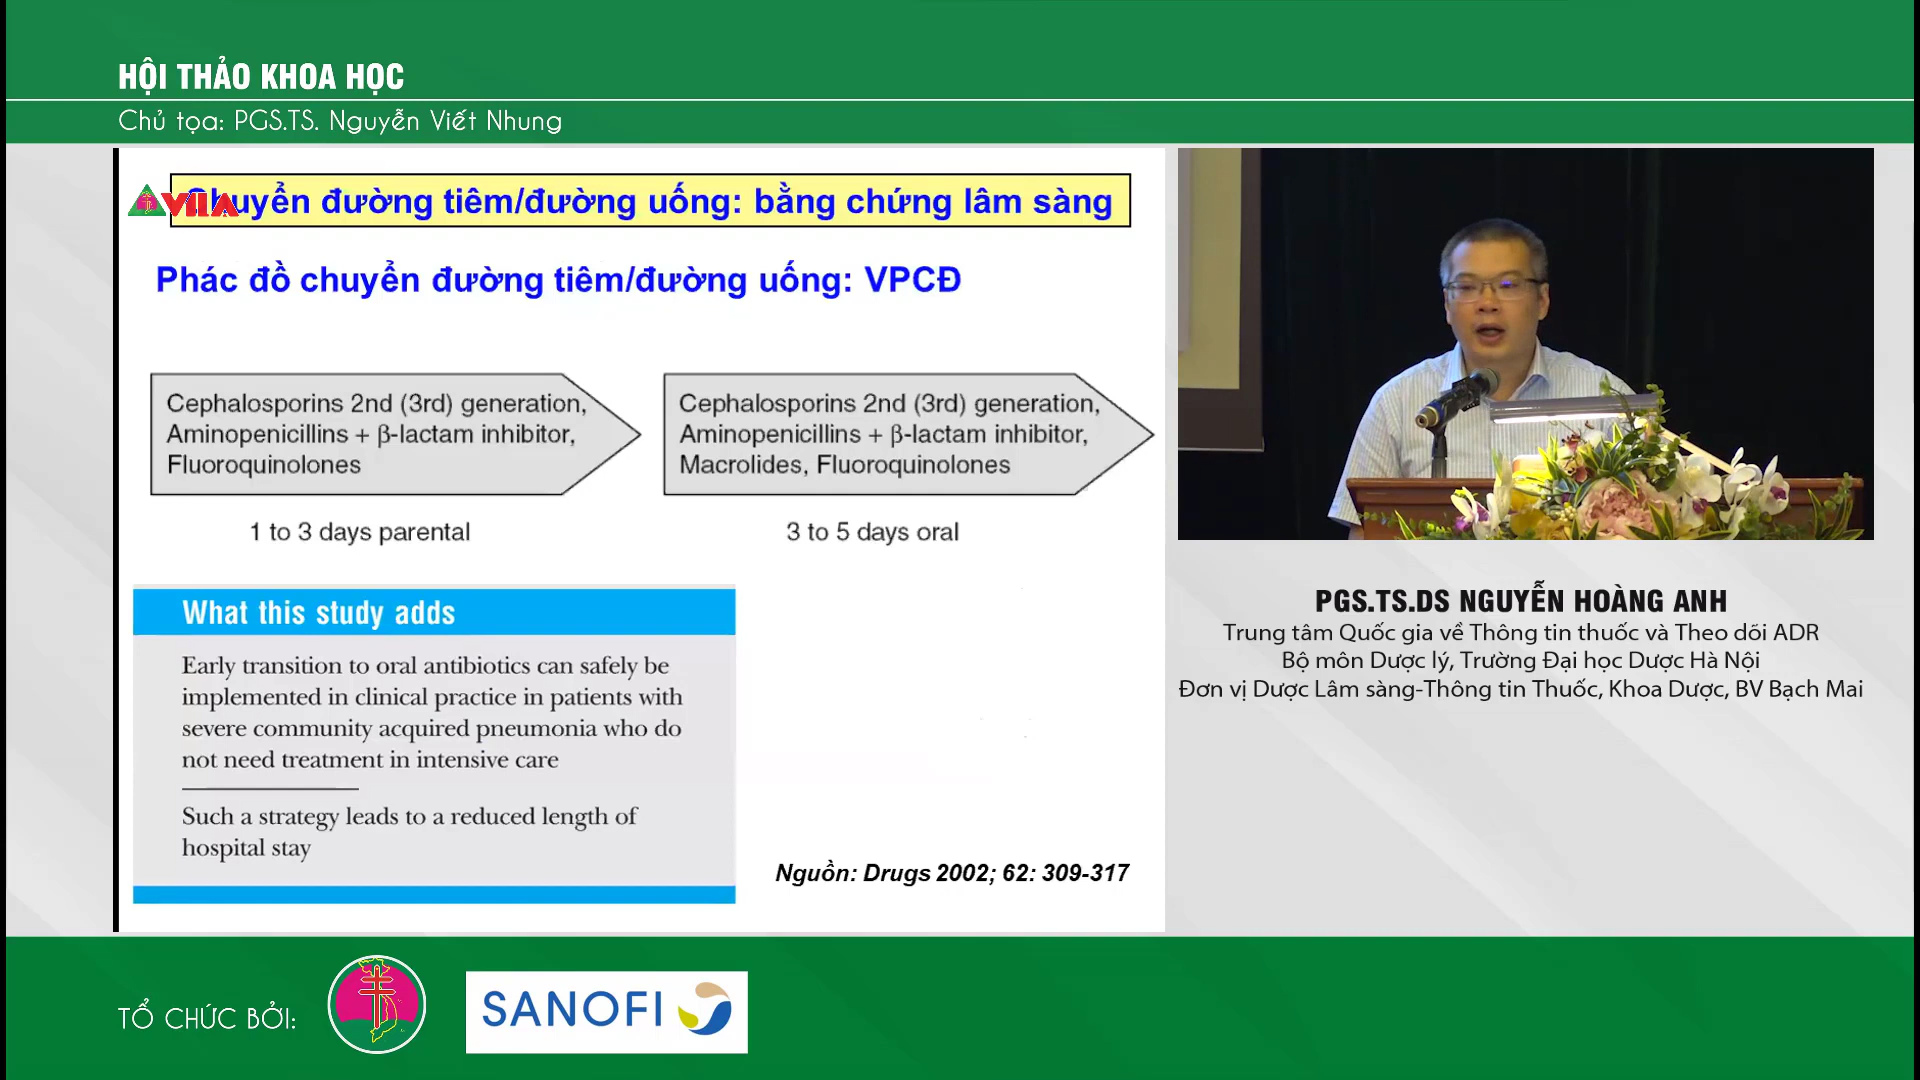 HỘI THẢO KHOA HỌC
Chủ tọa: PGS.TS. Nguyễn Viết Nhung
VILA
Chuyển đường tiêm/đường uống: bằng chứng lâm sàng
Phác đồ chuyển đường tiêm/đường uống: VPCĐ
Cephalosporins 2nd (3rd) generation,
Aminopenicillins + β-lactam inhibitor,
Fluoroquinolones
1 to 3 days parental
Cephalosporins 2nd (3rd) generation,
Aminopenicillins + β-lactam inhibitor,
Macrolides, Fluoroquinolones
3 to 5 days oral
What this study adds
Early transition to oral antibiotics can safely be
implemented in clinical practice in patients with
severe community acquired pneumonia who do
not need treatment in intensive care
Such a strategy leads to a reduced length of
hospital stay
Nguồn: Drugs 2002; 62: 309-317
PGS.TS.DS NGUYỄN HOÀNG ANH
Trung tâm Quốc gia về Thông tin thuốc và Theo dõi ADR
Bộ môn Dược lý, Trường Đại học Dược Hà Nội
Đơn vị Dược Lâm sàng-Thông tin Thuốc, Khoa Dược, BV Bạch Mai
TỔ CHỨC BỞI:
SANOFI